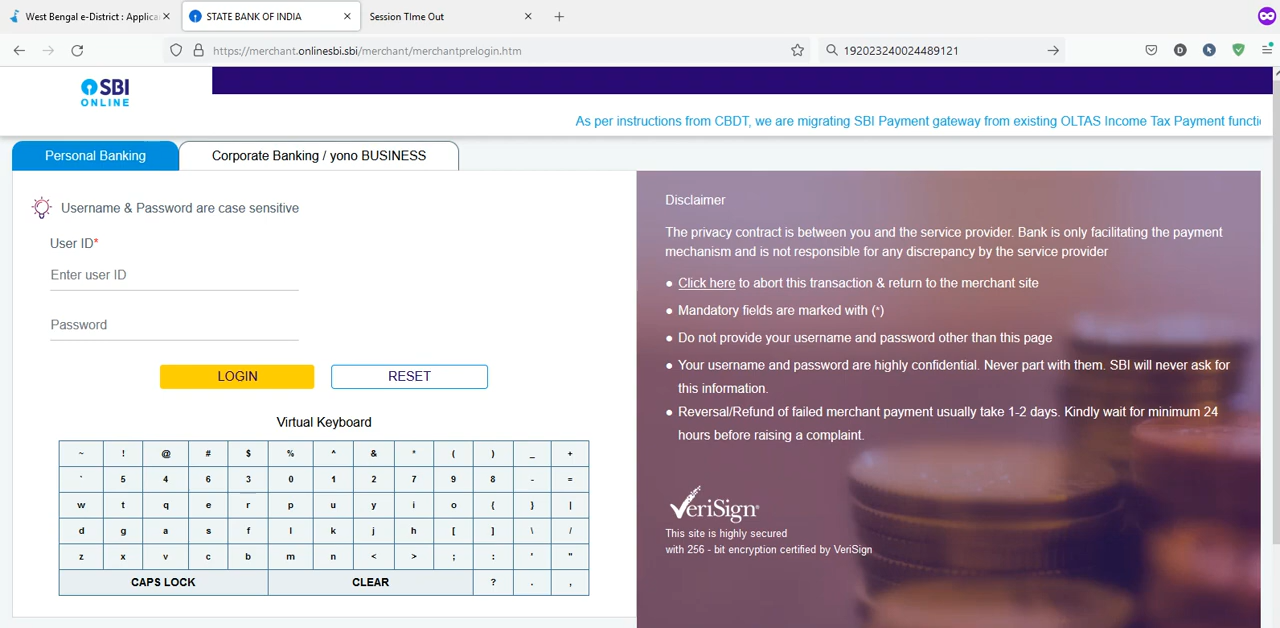 West Bengal e-District : Applica
STATE BANK OF INDIA
Session TIme Out
https://merchant.onlinesbi.sbi/merchant/merchantprelogin.htm
192023240024489121
SBI
ONLINE
As per instructions from CBDT, we are migrating SBI Payment gateway from existing OLTAS Income Tax Payment functi
Personal Banking
Corporate Banking / yono BUSINESS
Username & Password are case sensitive
User ID*
Enter user ID
Password
LOGIN
RESET
Virtual Keyboard
~ ! @ # $ % ^ & * ( ) _ +
` 5 4 6 3 0 1 2 7 9 8 - =
w t q e r p u y i o { } |
d g a s f l k j h [ ] \ /
z x v c b m n < > ; : ' "
CAPS LOCK CLEAR ? . ,
Disclaimer
The privacy contract is between you and the service provider. Bank is only facilitating the payment
mechanism and is not responsible for any discrepancy by the service provider
● Click here to abort this transaction & return to the merchant site
● Mandatory fields are marked with (*)
● Do not provide your username and password other than this page
● Your username and password are highly confidential. Never part with them. SBI will never ask for
this information.
● Reversal/Refund of failed merchant payment usually take 1-2 days. Kindly wait for minimum 24
hours before raising a complaint.
VeriSign
This site is highly secured
with 256 - bit encryption certified by VeriSign